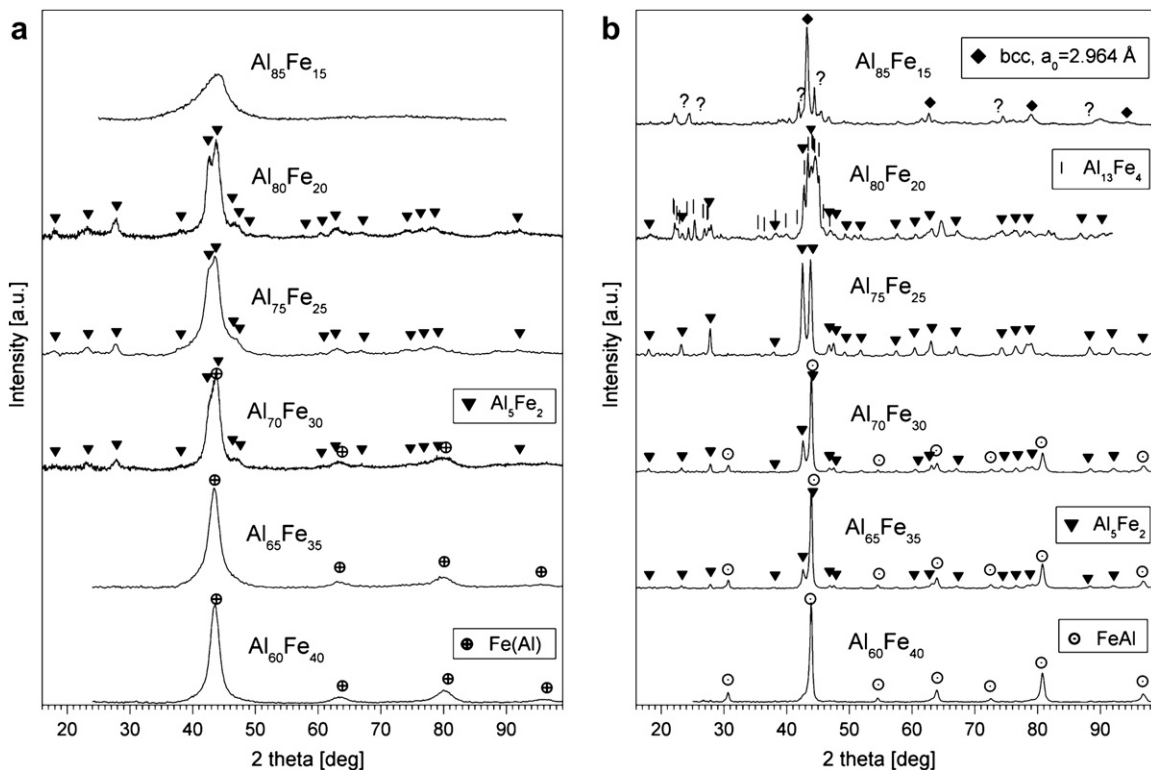 a
Al₈₅Fe₁₅
Al₈₀Fe₂₀
Al₇₅Fe₂₅
Al₇₀Fe₃₀
▼ Al₅Fe₂
Al₆₅Fe₃₅
Al₆₀Fe₄₀
⊕ Fe(Al)
Intensity [a.u.]
20 30 40 50 60 70 80 90
2 theta [deg]
b
◆ bcc, a₀=2.964 Å
Al₈₅Fe₁₅
? ? ? ? ? ?
| Al₁₃Fe₄
Al₈₀Fe₂₀
Al₇₅Fe₂₅
Al₇₀Fe₃₀
▼ Al₅Fe₂
Al₆₅Fe₃₅
Al₆₀Fe₄₀
⊙ FeAl
Intensity [a.u.]
20 30 40 50 60 70 80 90
2 theta [deg]